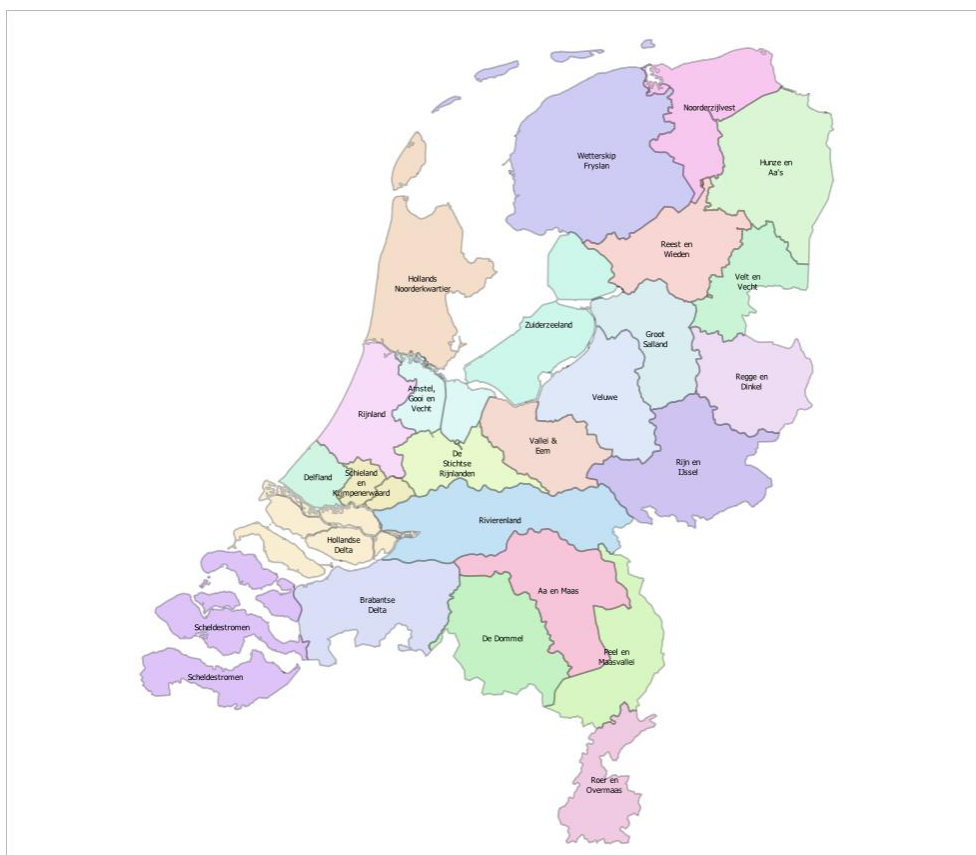 Noorderzijlvest
Wetterskip
Fryslan
Hunze en
Aa's
Reest en
Wieden
Velt en
Vecht
Hollands
Noorderkwartier
Zuiderzeeland
Groot
Salland
Regge en
Dinkel
Veluwe
Amstel,
Gooi en
Vecht
Rijnland
Vallei &
Eem
De
Stichtse
Rijnlanden
Rijn en
IJssel
Delfland
Schieland
en
Krimpenerwaard
Rivierenland
Hollandse
Delta
Aa en Maas
Brabantse
Delta
Scheldestromen
De Dommel
Peel en
Maasvallei
Scheldestromen
Roer en
Overmaas